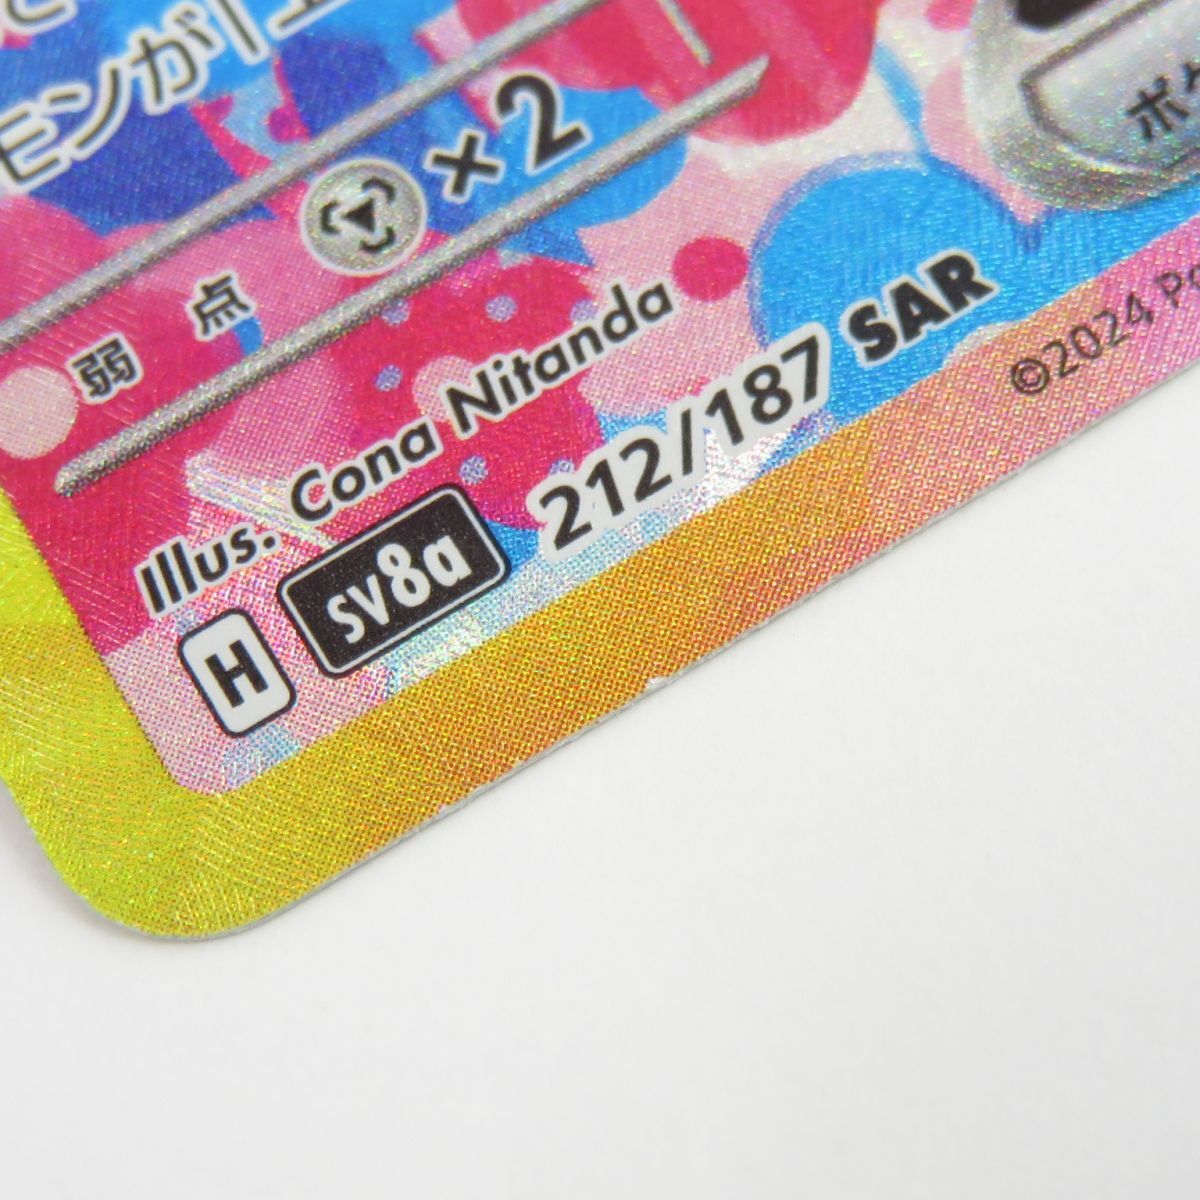 モンが
×2
弱点
ポケ
Illus. Cona Nitanda
H sv8a 212/187 SAR
©2024 Po